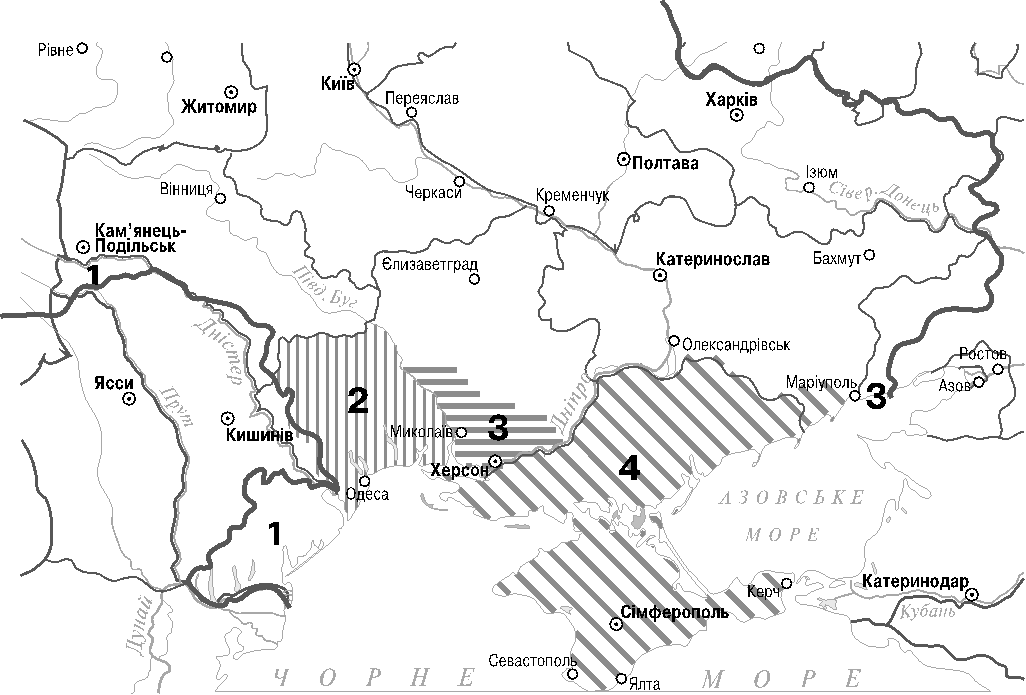 Рівне
Київ
Житомир
Переяслав
Харків
Полтава
Ізюм
Сівер. Донець
Вінниця
Черкаси
Кременчук
Кам'янець-
Подільськ
1
Єлизаветград
Катеринослав
Бахмут
Півд. Буг
Дністер
Олександрівськ
Ростов
Ясси
Прут
2
Дніпро
Маріуполь
3
Азов
Кишинів
Миколаїв
3
Херсон
4
Одеса
АЗОВСЬКЕ
МОРЕ
1
Керч
Катеринодар
Сімферополь
Кубань
Дунай
Севастополь
ЧОРНЕ МОРЕ
Ялта